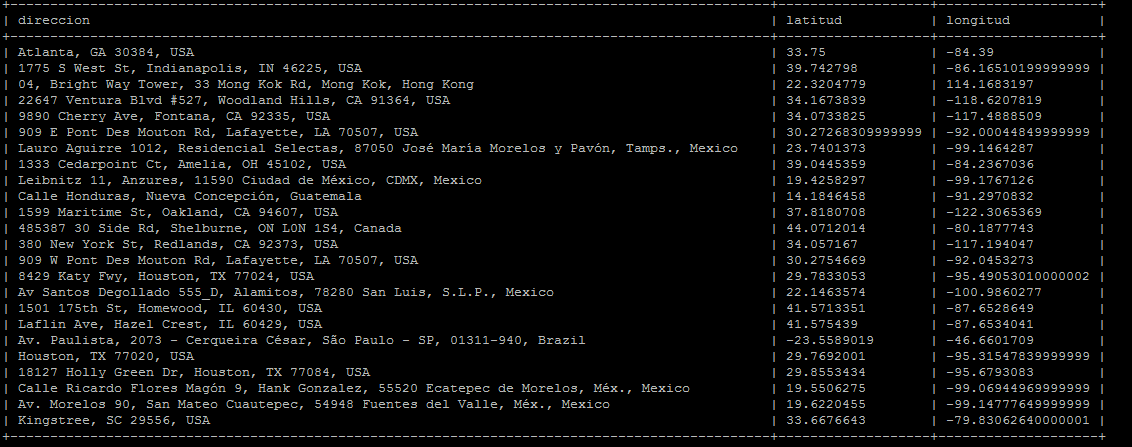 direccion | latitud | longitud
Atlanta, GA 30384, USA | 33.75 | -84.39
1775 S West St, Indianapolis, IN 46225, USA | 39.742798 | -86.16510199999999
04, Bright Way Tower, 33 Mong Kok Rd, Mong Kok, Hong Kong | 22.3204779 | 114.1683197
22647 Ventura Blvd #527, Woodland Hills, CA 91364, USA | 34.1673839 | -118.6207819
9890 Cherry Ave, Fontana, CA 92335, USA | 34.0733825 | -117.4888509
909 E Pont Des Mouton Rd, Lafayette, LA 70507, USA | 30.27268309999999 | -92.00044849999999
Lauro Aguirre 1012, Residencial Selectas, 87050 José María Morelos y Pavón, Tamps., Mexico | 23.7401373 | -99.1464287
1333 Cedarpoint Ct, Amelia, OH 45102, USA | 39.0445359 | -84.2367036
Leibnitz 11, Anzures, 11590 Ciudad de México, CDMX, Mexico | 19.4258297 | -99.1767126
Calle Honduras, Nueva Concepción, Guatemala | 14.1846458 | -91.2970832
1599 Maritime St, Oakland, CA 94607, USA | 37.8180708 | -122.3065369
485387 30 Side Rd, Shelburne, ON L0N 1S4, Canada | 44.0712014 | -80.1877743
380 New York St, Redlands, CA 92373, USA | 34.057167 | -117.194047
909 W Pont Des Mouton Rd, Lafayette, LA 70507, USA | 30.2754669 | -92.0453273
8429 Katy Fwy, Houston, TX 77024, USA | 29.7833053 | -95.49053010000002
Av Santos Degollado 555_D, Alamitos, 78280 San Luis, S.L.P., Mexico | 22.1463574 | -100.9860277
1501 175th St, Homewood, IL 60430, USA | 41.5713351 | -87.6528649
Laflin Ave, Hazel Crest, IL 60429, USA | 41.575439 | -87.6534041
Av. Paulista, 2073 - Cerqueira César, São Paulo - SP, 01311-940, Brazil | -23.5589019 | -46.6601709
Houston, TX 77020, USA | 29.7692001 | -95.31547839999999
18127 Holly Green Dr, Houston, TX 77084, USA | 29.8553434 | -95.6793083
Calle Ricardo Flores Magón 9, Hank Gonzalez, 55520 Ecatepec de Morelos, Méx., Mexico | 19.5506275 | -99.06944969999999
Av. Morelos 90, San Mateo Cuautepec, 54948 Fuentes del Valle, Méx., Mexico | 19.6220455 | -99.14777649999999
Kingstree, SC 29556, USA | 33.6676643 | -79.83062640000001